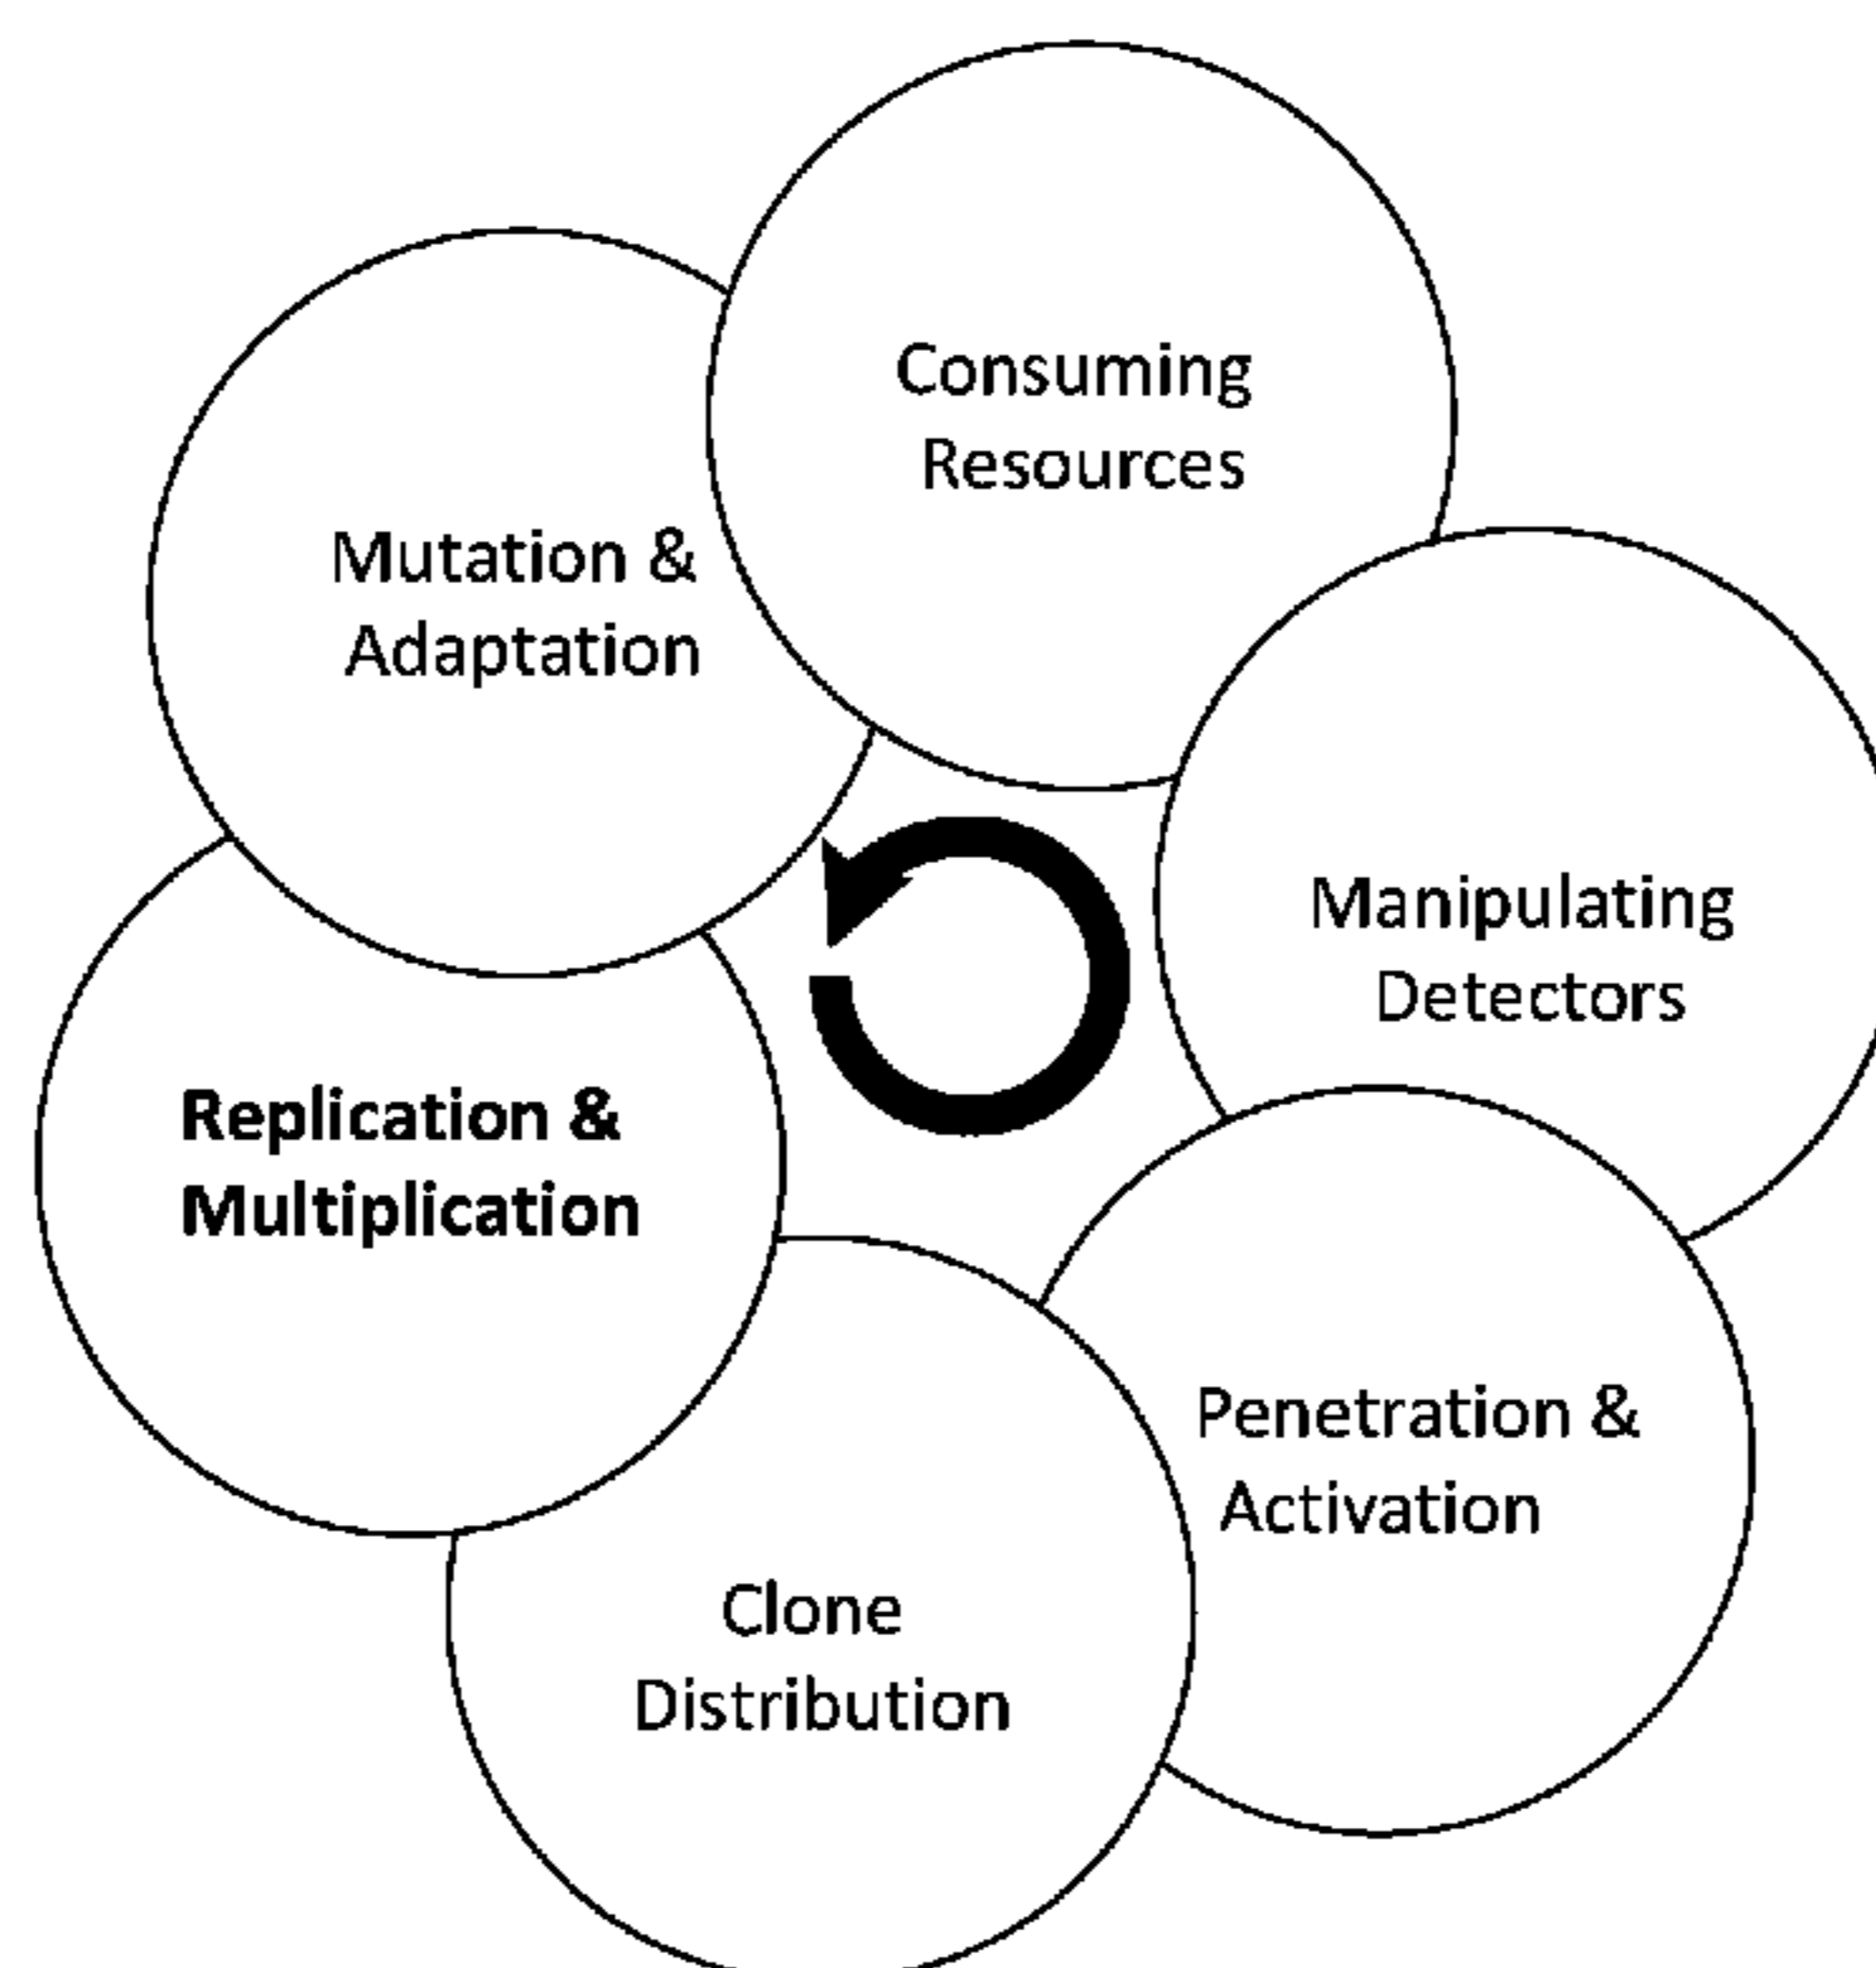 Consuming
Resources
Mutation &
Adaptation
Manipulating
Detectors
Replication &
Multiplication
Penetration &
Activation
Clone
Distribution